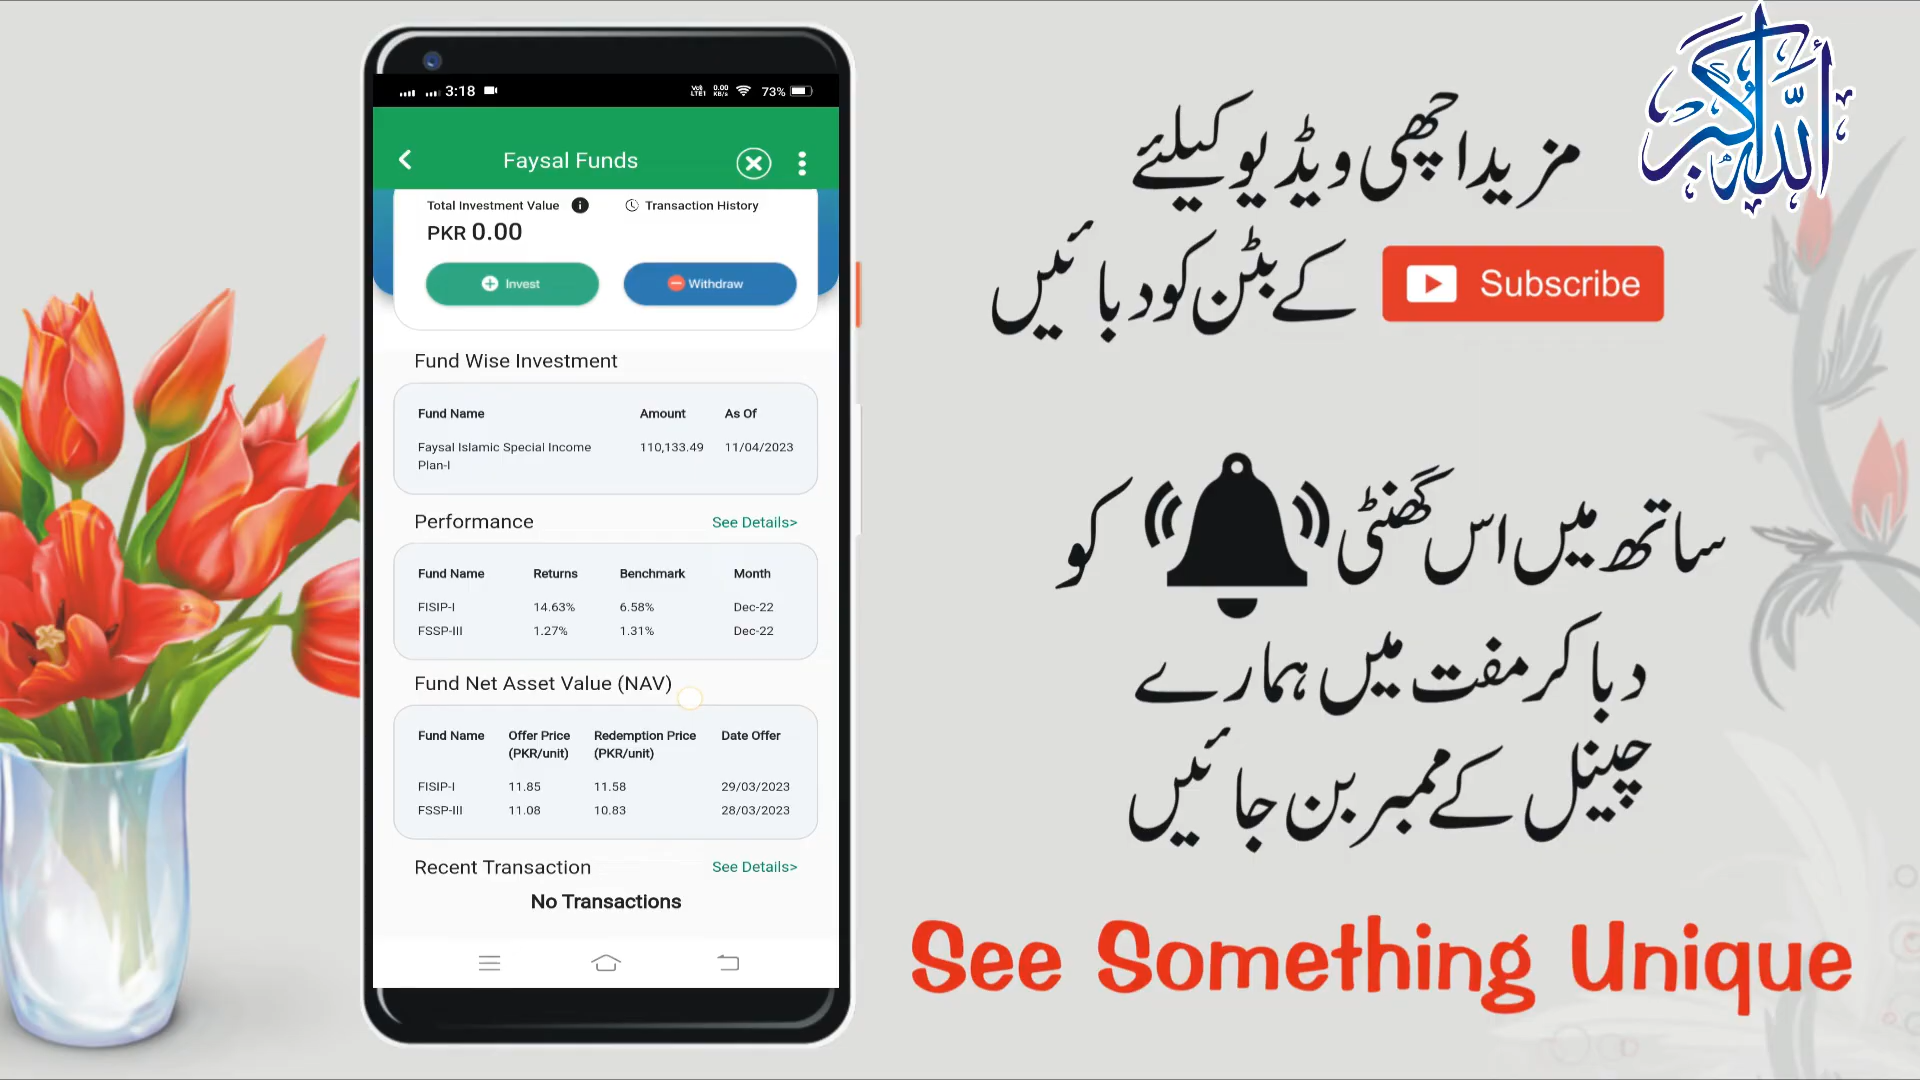 3:18
VoLTE1 0.00 KB/s 73%
Faysal Funds
Total Investment Value
Transaction History
PKR 0.00
Invest
Withdraw
Fund Wise Investment
Fund Name Amount As Of
Faysal Islamic Special Income Plan-I 110,133.49 11/04/2023
Performance See Details>
Fund Name Returns Benchmark Month
FISIP-I 14.63% 6.58% Dec-22
FSSP-III 1.27% 1.31% Dec-22
Fund Net Asset Value (NAV)
Fund Name Offer Price (PKR/unit) Redemption Price (PKR/unit) Date Offer
FISIP-I 11.85 11.58 29/03/2023
FSSP-III 11.08 10.83 28/03/2023
Recent Transaction See Details>
No Transactions
الله أكبر
مزید اچھی ویڈیو کیلئے
Subscribe کے بٹن کو دبائیں
ساتھ میں اس گھنٹی کو
دبا کر مفت میں ہمارے
چینل کے ممبر بن جائیں
See Something Unique